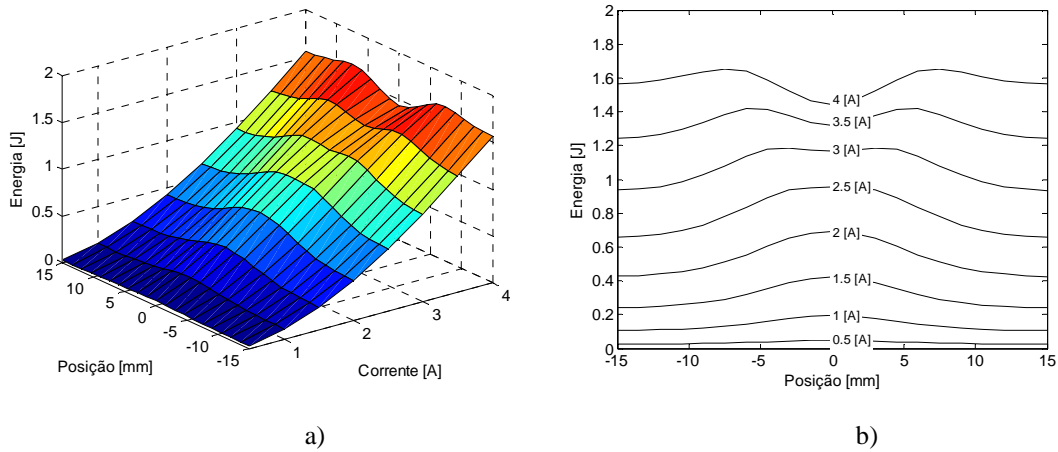 2
1.5
1
0.5
0
Energia [J]
15
10
5
0
-5
-10
-15
Posição [mm]
1
2
3
4
Corrente [A]
a)
2
1.8
1.6
1.4
1.2
1
0.8
0.6
0.4
0.2
0
Energia [J]
4 [A]
3.5 [A]
3 [A]
2.5 [A]
2 [A]
1.5 [A]
1 [A]
0.5 [A]
-15
-10
-5
0
5
10
15
Posição [mm]
b)